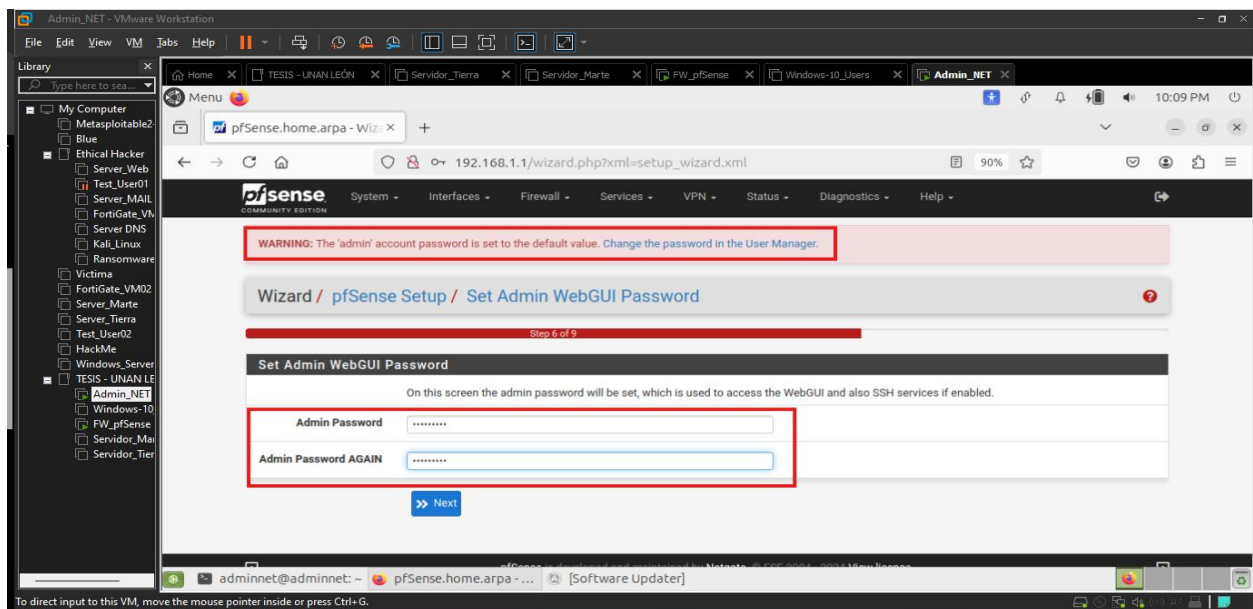 Admin_NET - VMware Workstation
File Edit View VM Tabs Help
Library
Type here to sea...
My Computer
Metasploitable2-
Blue
Ethical Hacker
Server_Web
Test_User01
Server_MAIL
FortiGate_VM
Server DNS
Kali_Linux
Ransomware
Victima
FortiGate_VM02
Server_Marte
Server_Tierra
Test_User02
HackMe
Windows_Server
TESIS - UNAN LE
Admin_NET
Windows-10
FW_pfSense
Servidor_Mar
Servidor_Tier
Home TESIS - UNAN LEÓN Servidor_Tierra Servidor_Marte FW_pfSense Windows-10_Users Admin_NET
Menu 10:09 PM
pfSense.home.arpa - Wiza
192.168.1.1/wizard.php?xml=setup_wizard.xml 90%
pfsense System Interfaces Firewall Services VPN Status Diagnostics Help
COMMUNITY EDITION
WARNING: The 'admin' account password is set to the default value. Change the password in the User Manager.
Wizard / pfSense Setup / Set Admin WebGUI Password
Step 6 of 9
Set Admin WebGUI Password
On this screen the admin password will be set, which is used to access the WebGUI and also SSH services if enabled.
Admin Password •••••••••
Admin Password AGAIN •••••••••
Next
adminnet@adminnet: ~ pfSense.home.arpa - ... [Software Updater]
To direct input to this VM, move the mouse pointer inside or press Ctrl+G.